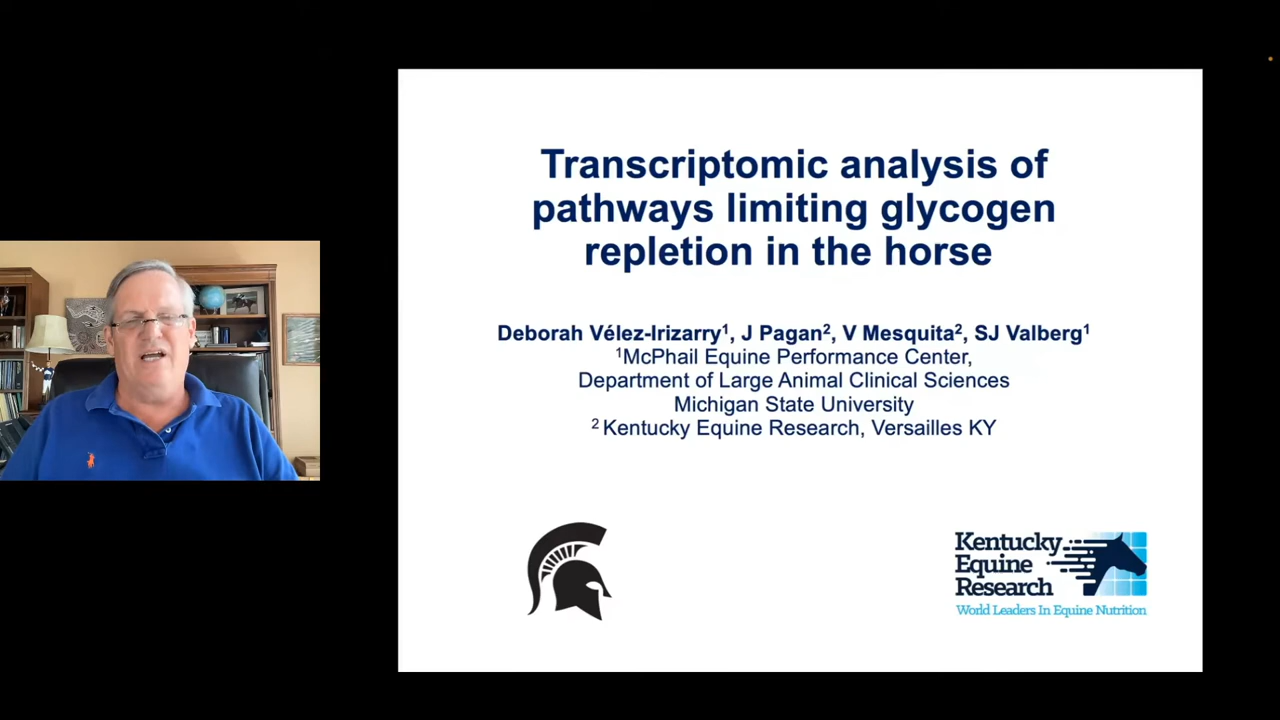 Transcriptomic analysis of
pathways limiting glycogen
repletion in the horse
Deborah Vélez-Irizarry¹, J Pagan², V Mesquita², SJ Valberg¹
¹McPhail Equine Performance Center,
Department of Large Animal Clinical Sciences
Michigan State University
² Kentucky Equine Research, Versailles KY
Kentucky
Equine
Research
World Leaders In Equine Nutrition